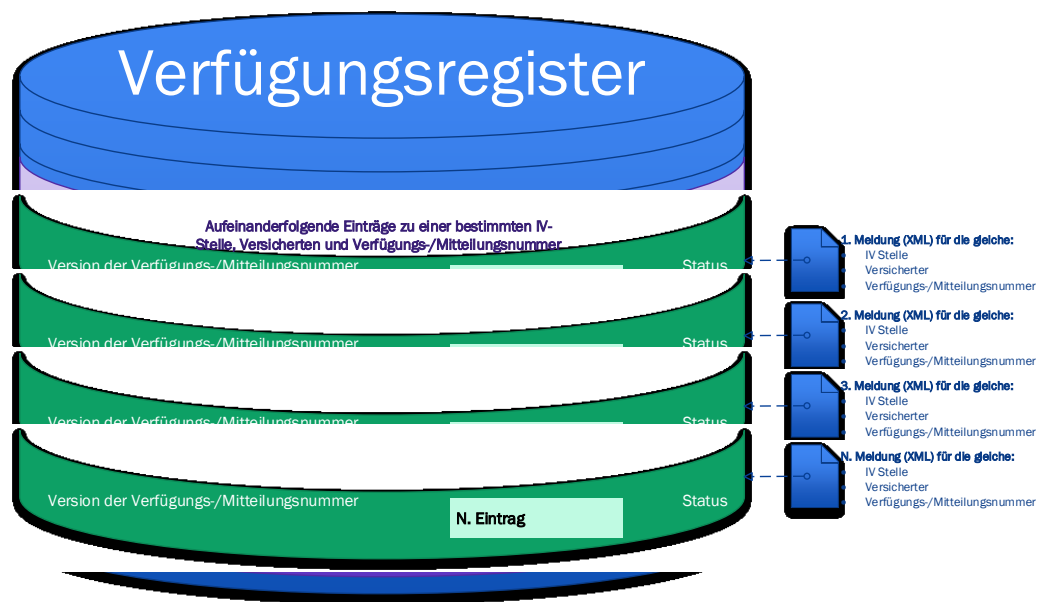 Verfügungsregister
Aufeinanderfolgende Einträge zu einer bestimmten IV-
Stelle, Versicherten und Verfügungs-/Mitteilungsnummer
Version der Verfügungs-/Mitteilungsnummer Status
1. Meldung (XML) für die gleiche:
IV Stelle
Versicherter
Verfügungs-/Mitteilungsnummer
Version der Verfügungs-/Mitteilungsnummer Status
2. Meldung (XML) für die gleiche:
IV Stelle
Versicherter
Verfügungs-/Mitteilungsnummer
Version der Verfügungs-/Mitteilungsnummer Status
3. Meldung (XML) für die gleiche:
IV Stelle
Versicherter
Verfügungs-/Mitteilungsnummer
Version der Verfügungs-/Mitteilungsnummer Status
N. Eintrag
N. Meldung (XML) für die gleiche:
IV Stelle
Versicherter
Verfügungs-/Mitteilungsnummer